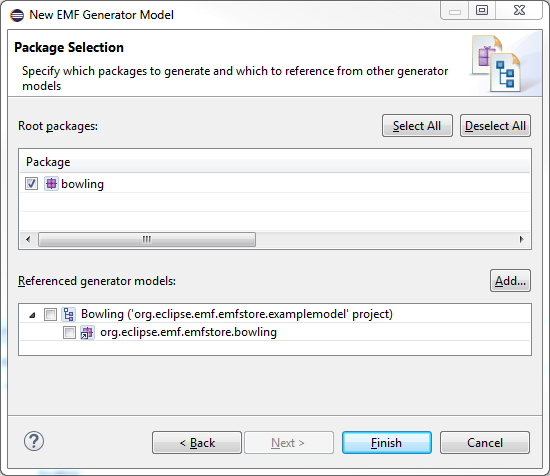 New EMF Generator Model
Package Selection
Specify which packages to generate and which to reference from other generator
models
Root packages:
Select All
Deselect All
Package
bowling
Referenced generator models:
Add...
Bowling ('org.eclipse.emf.emfstore.examplemodel' project)
org.eclipse.emf.emfstore.bowling
?
< Back
Next >
Finish
Cancel